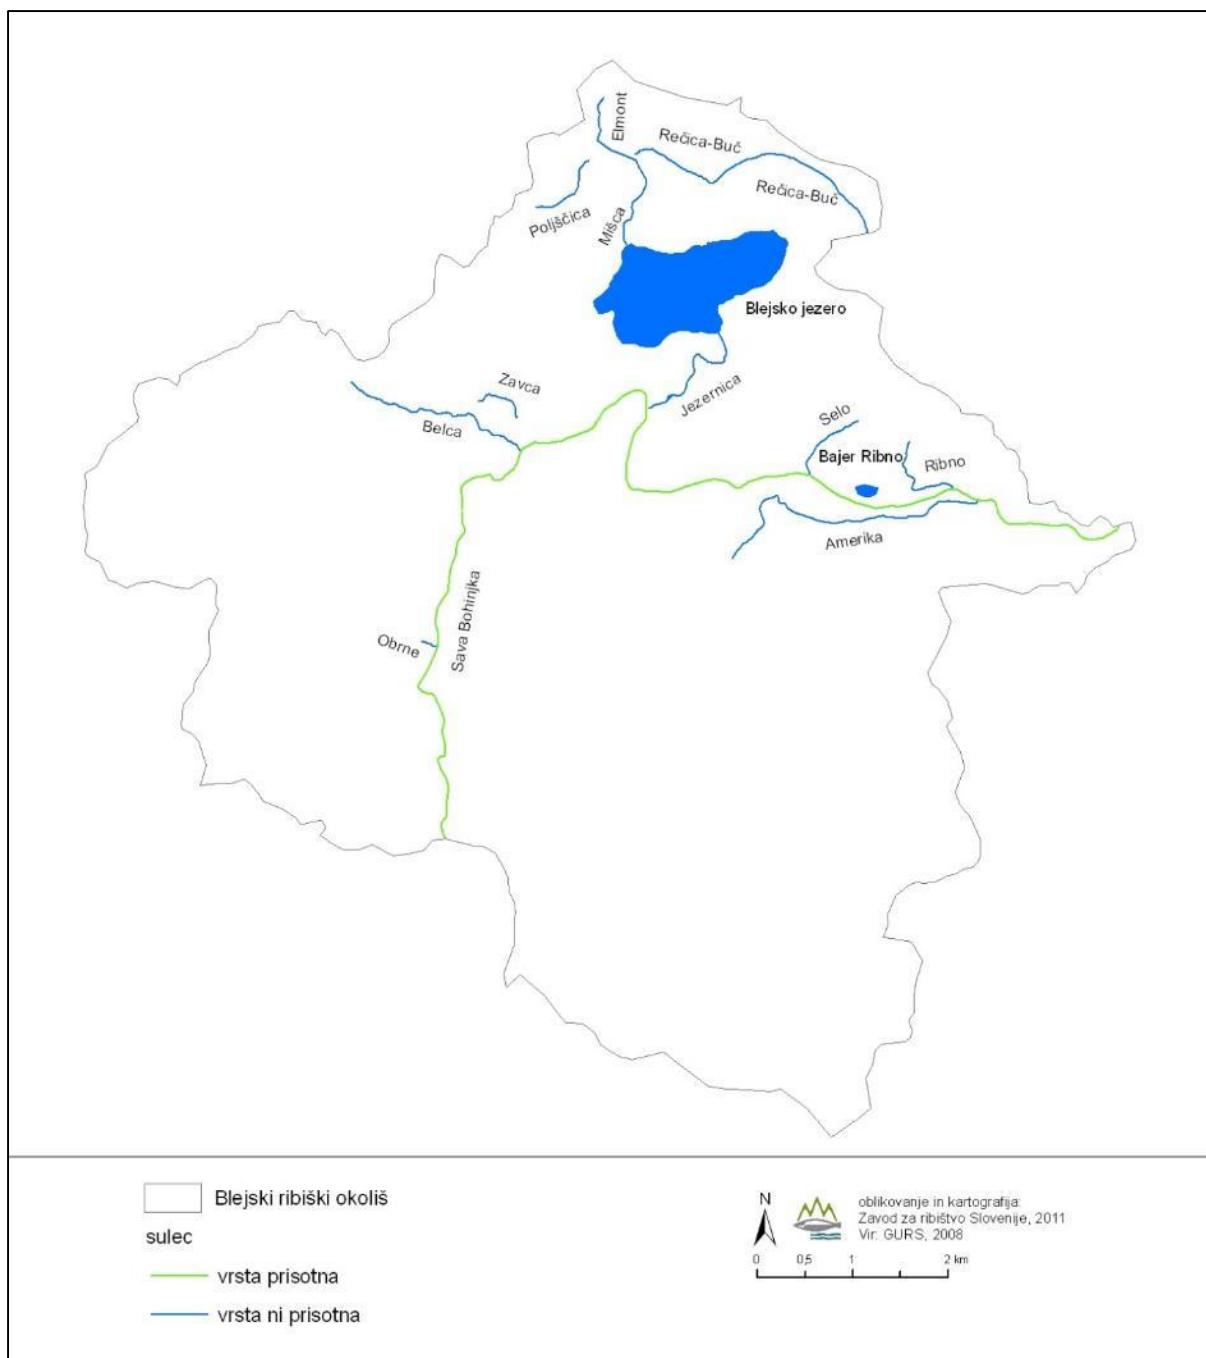 Elmont
Rečica-Buč
Rečica-Buč
Poljščica
Mišca
Blejsko jezero
Zavca
Jezernica
Belca
Selo
Bajer Ribno
Ribno
Amerika
Sava Bohinjka
Obrne
Blejski ribiški okoliš
sulec
vrsta prisotna
vrsta ni prisotna
N
oblikovanje in kartografija:
Zavod za ribištvo Slovenije, 2011
Vir: GURS, 2008
0 0,5 1 2 km